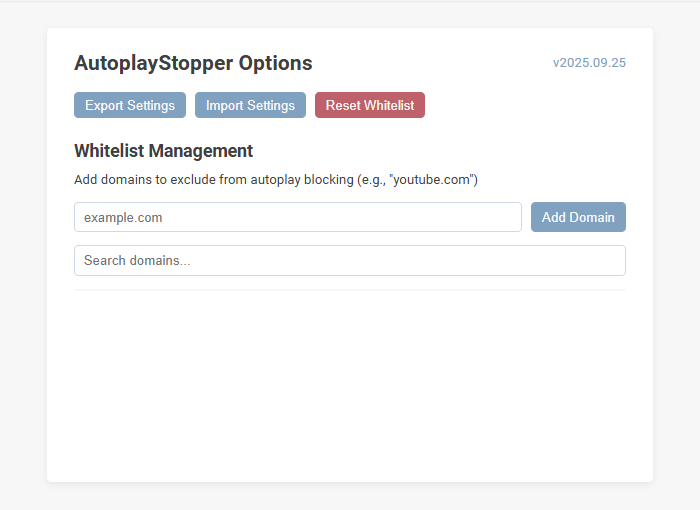 AutoplayStopper Options
v2025.09.25
Export Settings
Import Settings
Reset Whitelist
Whitelist Management
Add domains to exclude from autoplay blocking (e.g., "youtube.com")
example.com
Add Domain
Search domains...